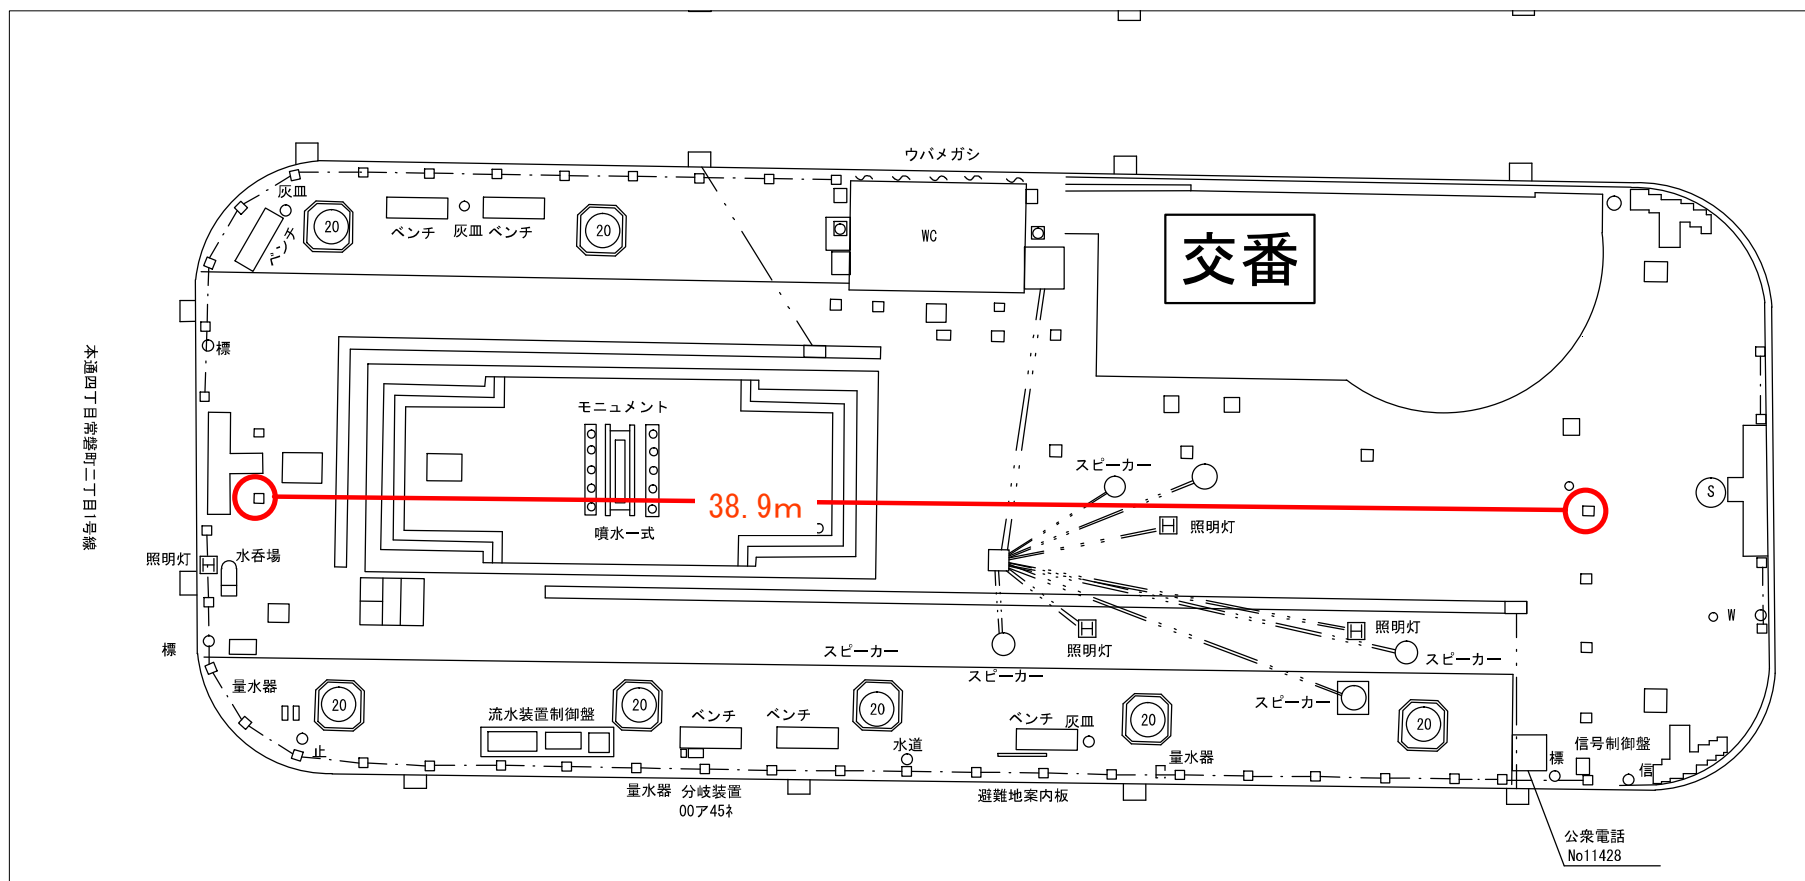 ウバメガシ
灰皿
ベンチ
20
ベンチ
灰皿
ベンチ
20
WC
交番
標
本通四丁目常磐町二丁目1号線
モニュメント
噴水一式
38.9m
スピーカー
照明灯
S
照明灯
水呑場
標
スピーカー
スピーカー
照明灯
照明灯
スピーカー
スピーカー
W
量水器
20
止
流水装置制御盤
20
ベンチ
ベンチ
20
水道
ベンチ
灰皿
20
量水器
20
標
信号制御盤
信
量水器
分岐装置
00ア45ネ
避難地案内板
公衆電話
No11428